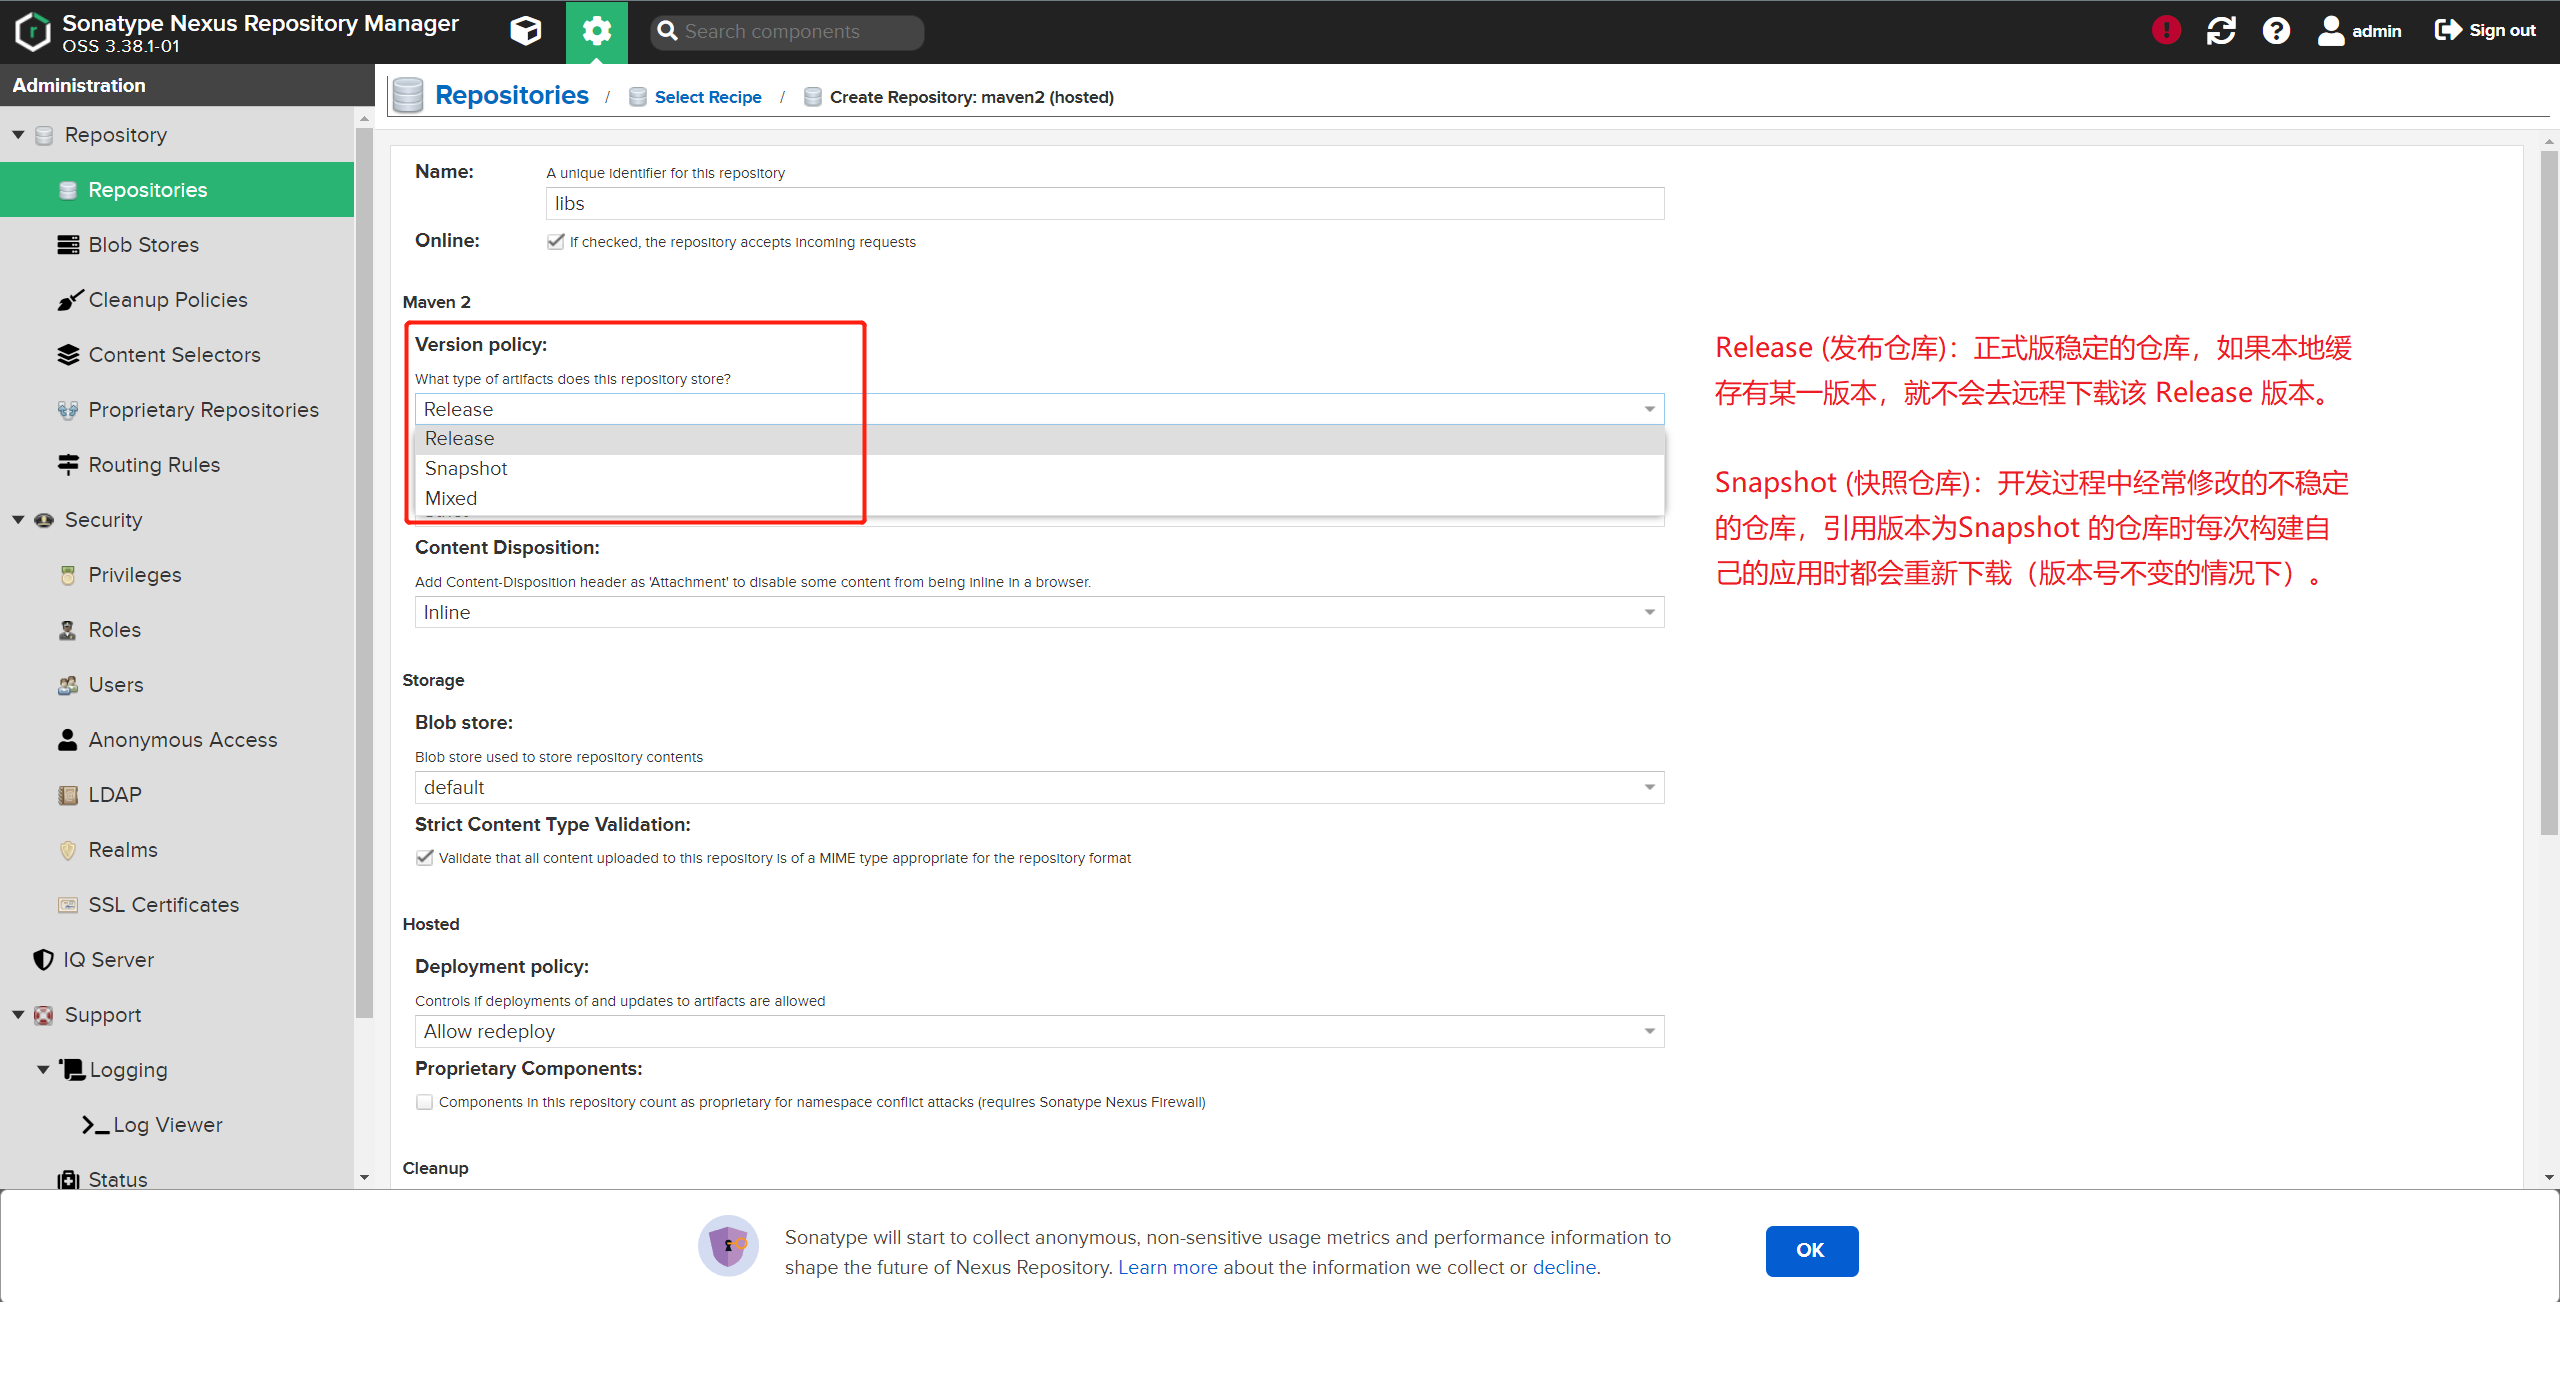 Sonatype Nexus Repository Manager
OSS 3.38.1-01
Search components
admin
Sign out
Administration
Repository
Repositories
Blob Stores
Cleanup Policies
Content Selectors
Proprietary Repositories
Routing Rules
Security
Privileges
Roles
Users
Anonymous Access
LDAP
Realms
SSL Certificates
IQ Server
Support
Logging
Log Viewer
Status
Repositories / Select Recipe / Create Repository: maven2 (hosted)
Name:
A unique identifier for this repository
libs
Online:
If checked, the repository accepts incoming requests
Maven 2
Version policy:
What type of artifacts does this repository store?
Release
Release
Snapshot
Mixed
Content Disposition:
Add Content-Disposition header as 'Attachment' to disable some content from being inline in a browser.
Inline
Storage
Blob store:
Blob store used to store repository contents
default
Strict Content Type Validation:
Validate that all content uploaded to this repository is of a MIME type appropriate for the repository format
Hosted
Deployment policy:
Controls if deployments of and updates to artifacts are allowed
Allow redeploy
Proprietary Components:
Components in this repository count as proprietary for namespace conflict attacks (requires Sonatype Nexus Firewall)
Cleanup
Release (发布仓库)：正式版稳定的仓库，如果本地缓
存有某一版本，就不会去远程下载该 Release 版本。
Snapshot (快照仓库)：开发过程中经常修改的不稳定
的仓库，引用版本为Snapshot 的仓库时每次构建自
己的应用时都会重新下载（版本号不变的情况下）。
Sonatype will start to collect anonymous, non-sensitive usage metrics and performance information to
shape the future of Nexus Repository. Learn more about the information we collect or decline.
OK